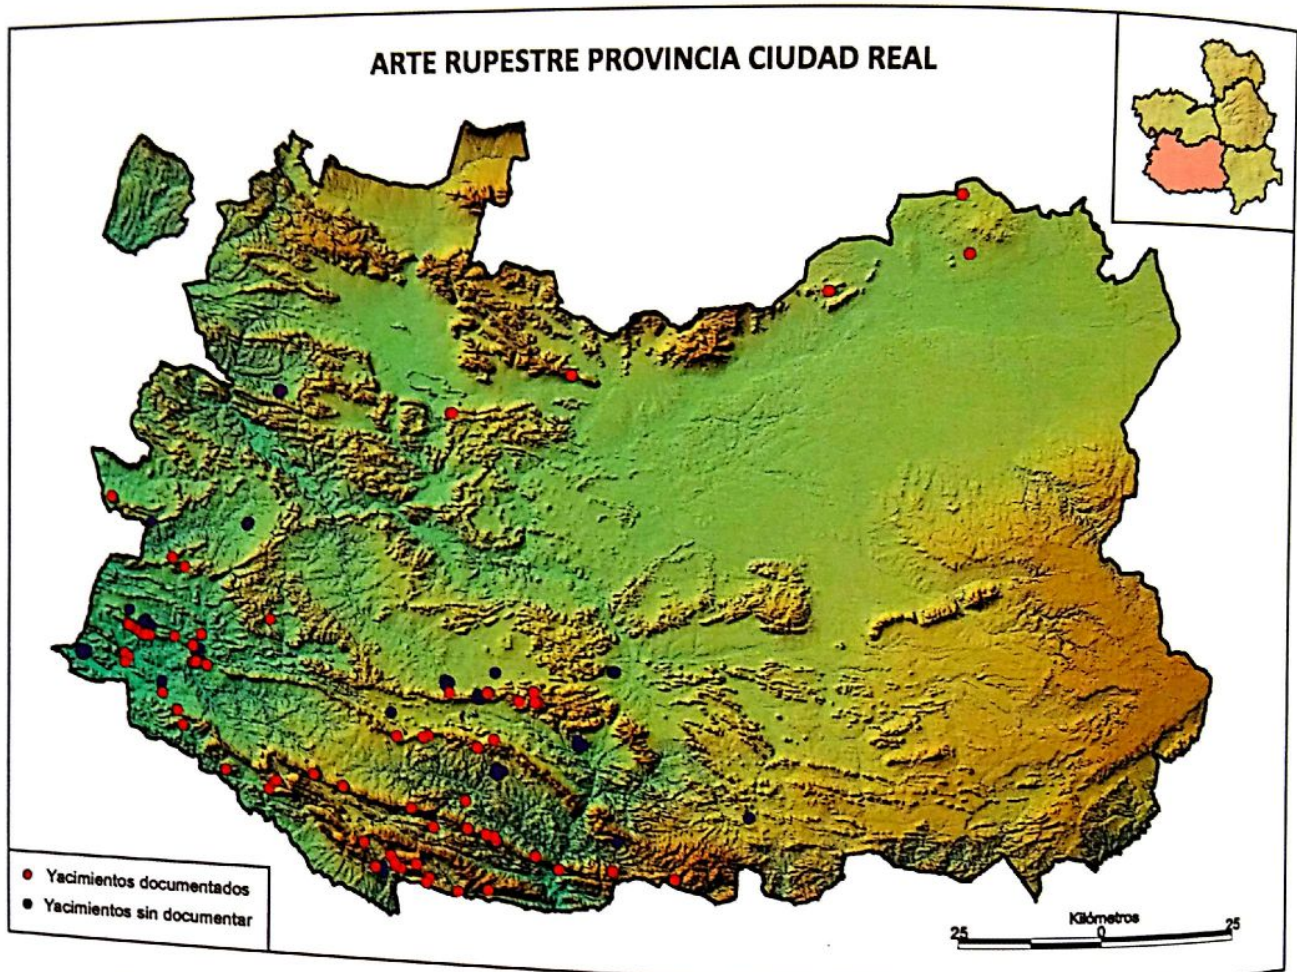 ARTE RUPESTRE PROVINCIA CIUDAD REAL
Yacimientos documentados
Yacimientos sin documentar
Kilómetros
25 0 25